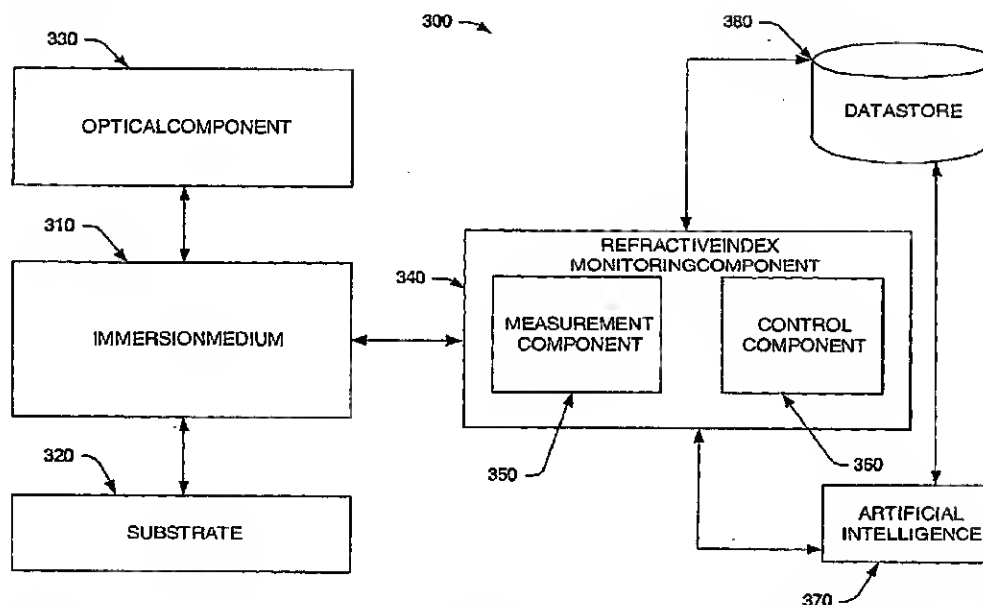 330
300
380
OPTICALCOMPONENT
DATASTORE
310
REFRACTIVEINDEX
MONITORINGCOMPONENT
340
IMMERSIONMEDIUM
MEASUREMENT
COMPONENT
CONTROL
COMPONENT
320
350
360
SUBSTRATE
ARTIFICIAL
INTELLIGENCE
370